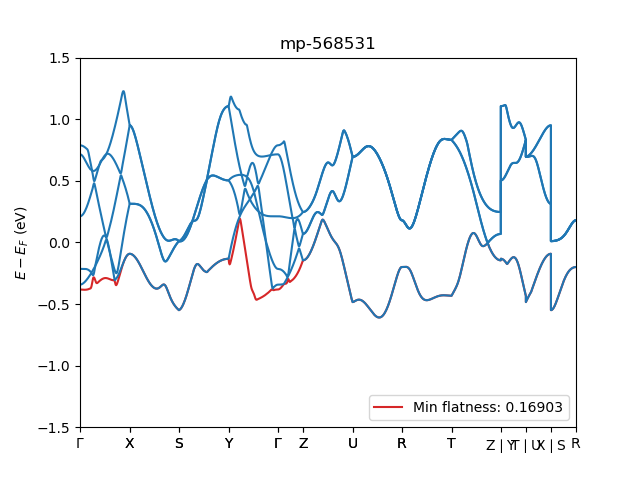 mp-568531
E − E_F (eV)
1.5
1.0
0.5
0.0
−0.5
−1.0
−1.5
Min flatness: 0.16903
Γ X S Y Γ Z U R T Z | Y T | U X | S R